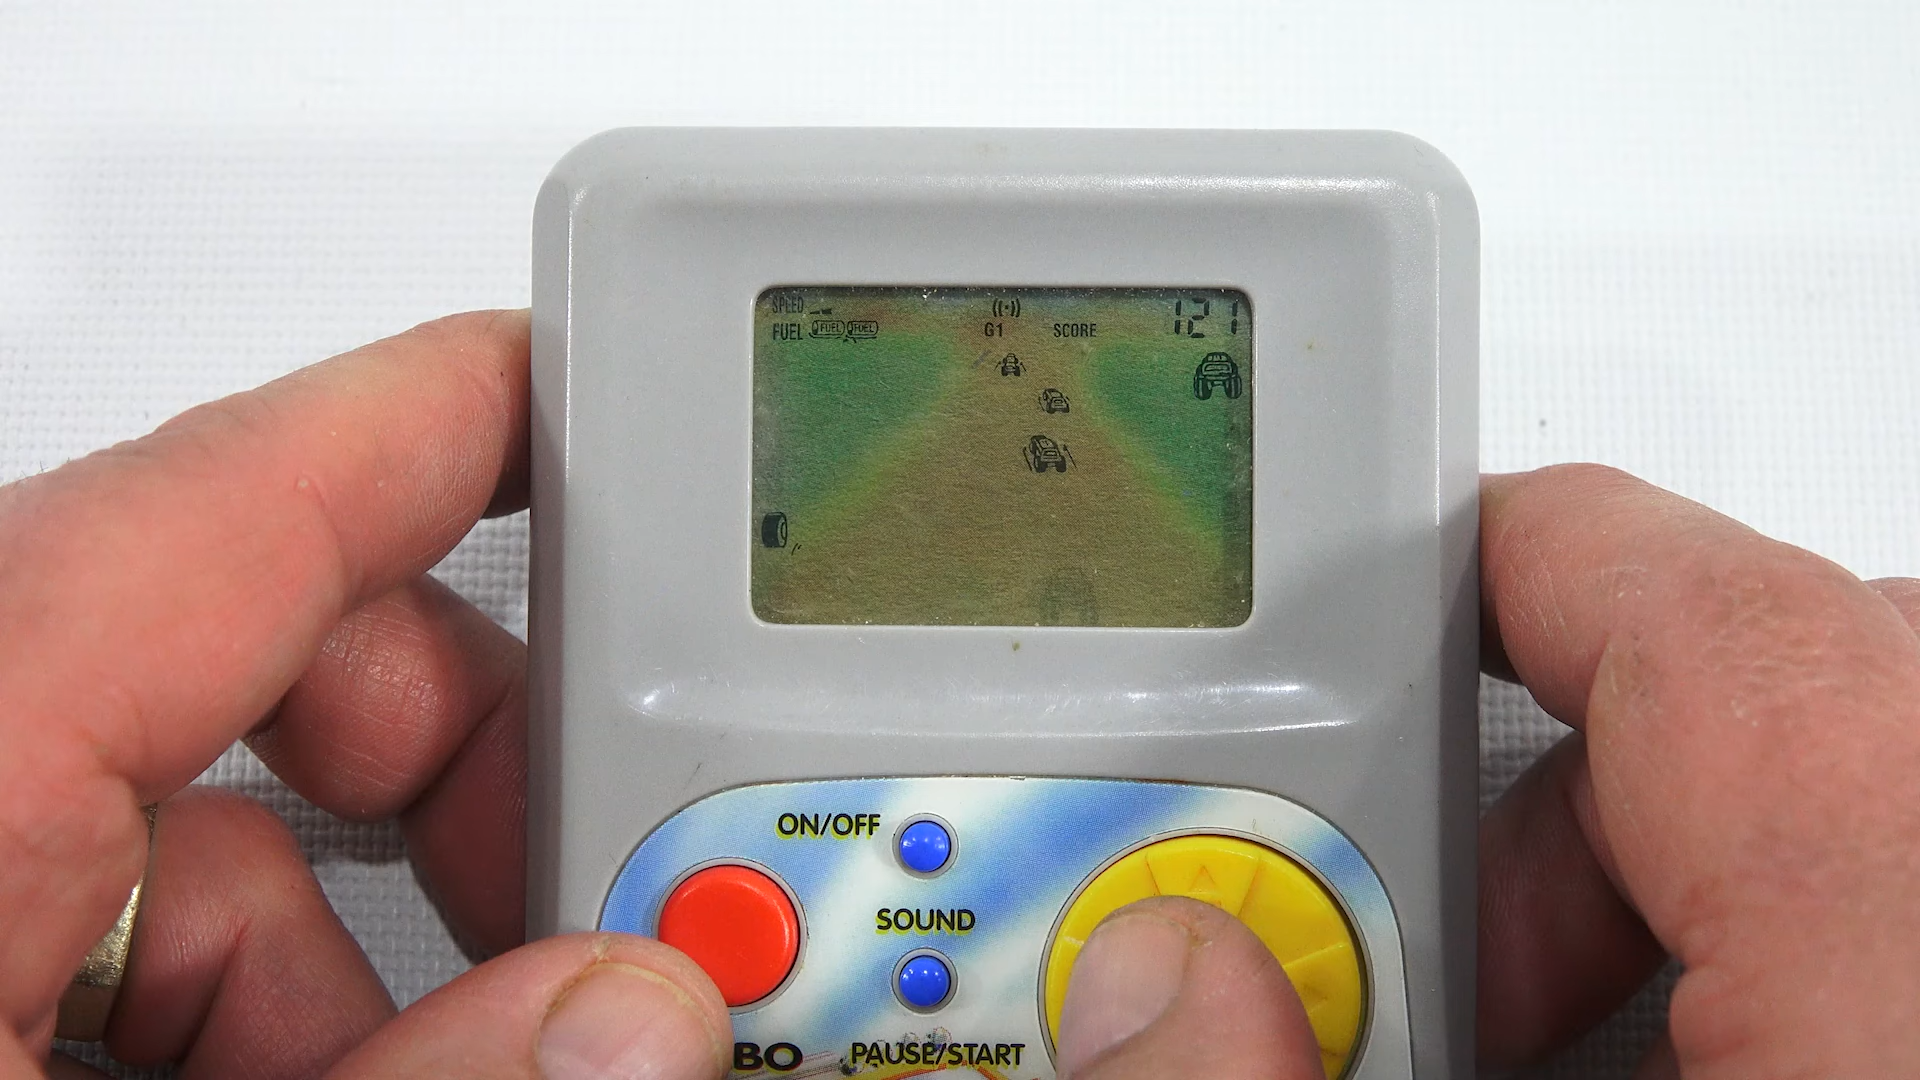 SPEED
FUEL FUEL FUEL G1 SCORE 121
ON/OFF
SOUND
BO PAUSE/START